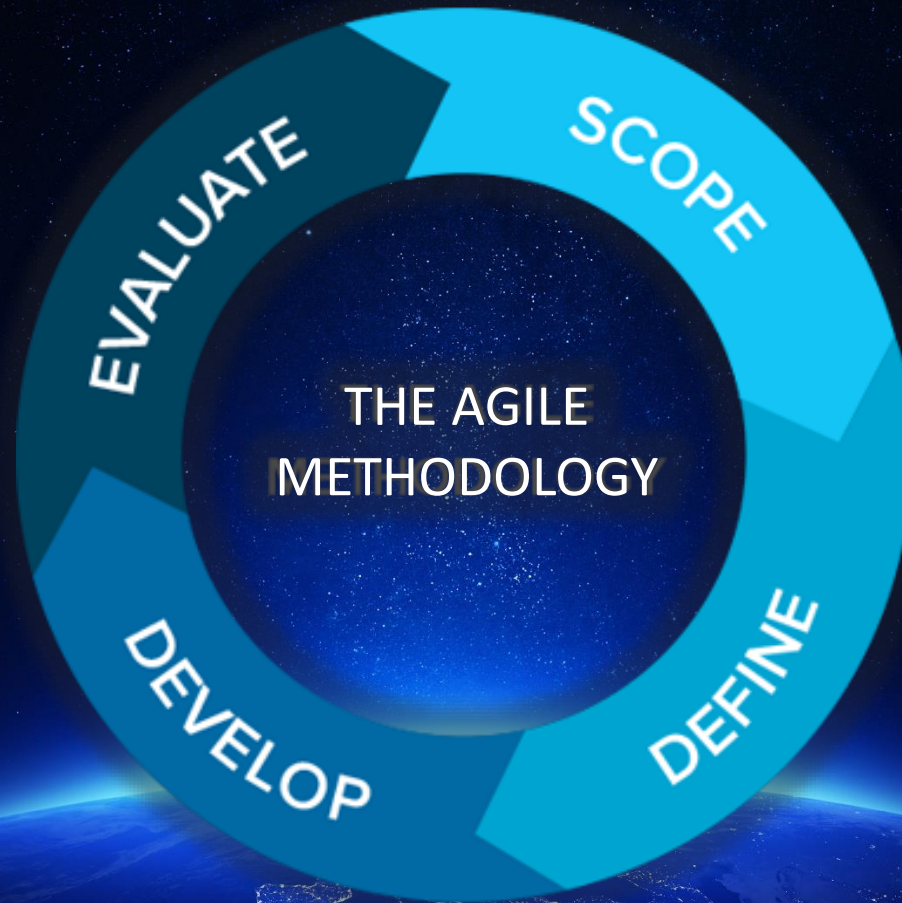 SCOPE
DEFINE
DEVELOP
EVALUATE
THE AGILE
METHODOLOGY